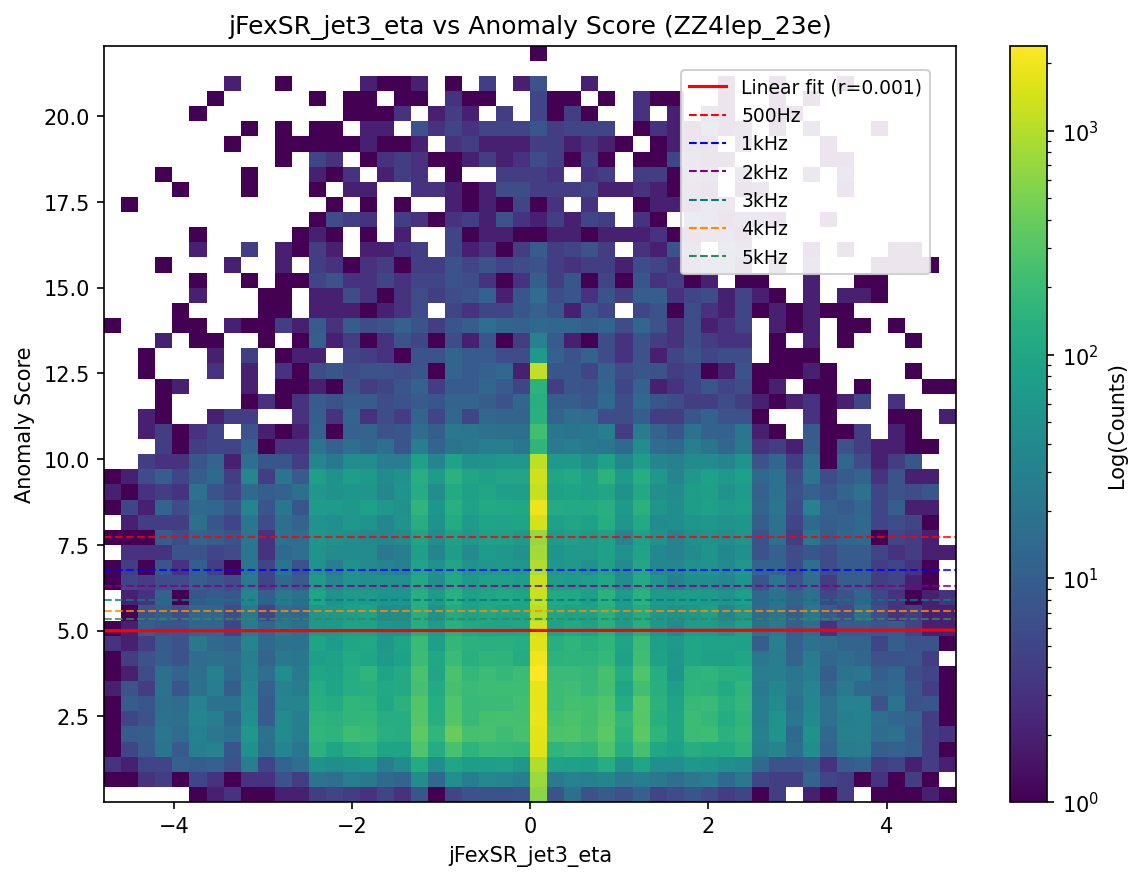 jFexSR_jet3_eta vs Anomaly Score (ZZ4lep_23e)
Linear fit (r=0.001)
500Hz
1kHz
2kHz
3kHz
4kHz
5kHz
20.0
17.5
15.0
12.5
10.0
7.5
5.0
2.5
Anomaly Score
−4
−2
0
2
4
jFexSR_jet3_eta
10³
10²
10¹
10⁰
Log(Counts)